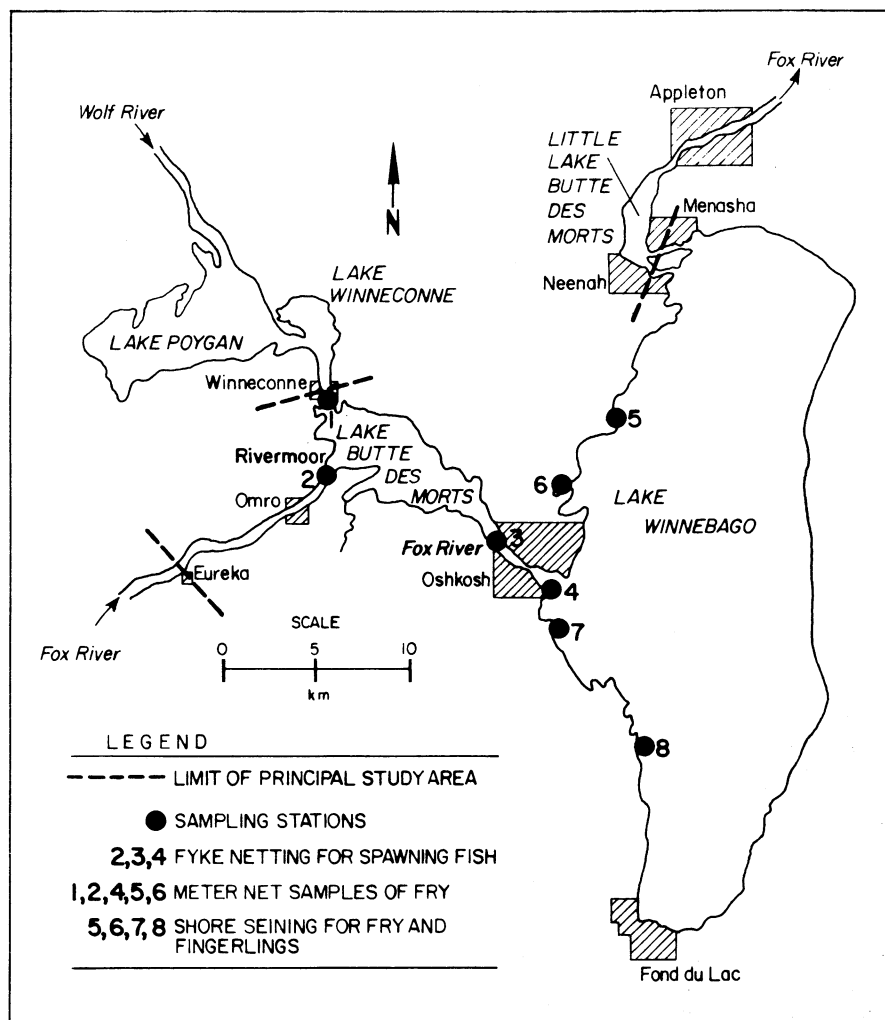 Fox River
Appleton
Wolf River
LITTLE
LAKE
BUTTE
DES
MORTS
Menasha
N
Neenah
LAKE
WINNECONNE
LAKE POYGAN
Winneconne
1
LAKE
BUTTE
DES
MORTS
Rivermoor
2
Omro
5
6
LAKE
WINNEBAGO
3
Fox River
Oshkosh
4
Eureka
7
Fox River
SCALE
0 5 10
km
8
LEGEND
LIMIT OF PRINCIPAL STUDY AREA
SAMPLING STATIONS
2,3,4 FYKE NETTING FOR SPAWNING FISH
1,2,4,5,6 METER NET SAMPLES OF FRY
5,6,7,8 SHORE SEINING FOR FRY AND
FINGERLINGS
Fond du Lac